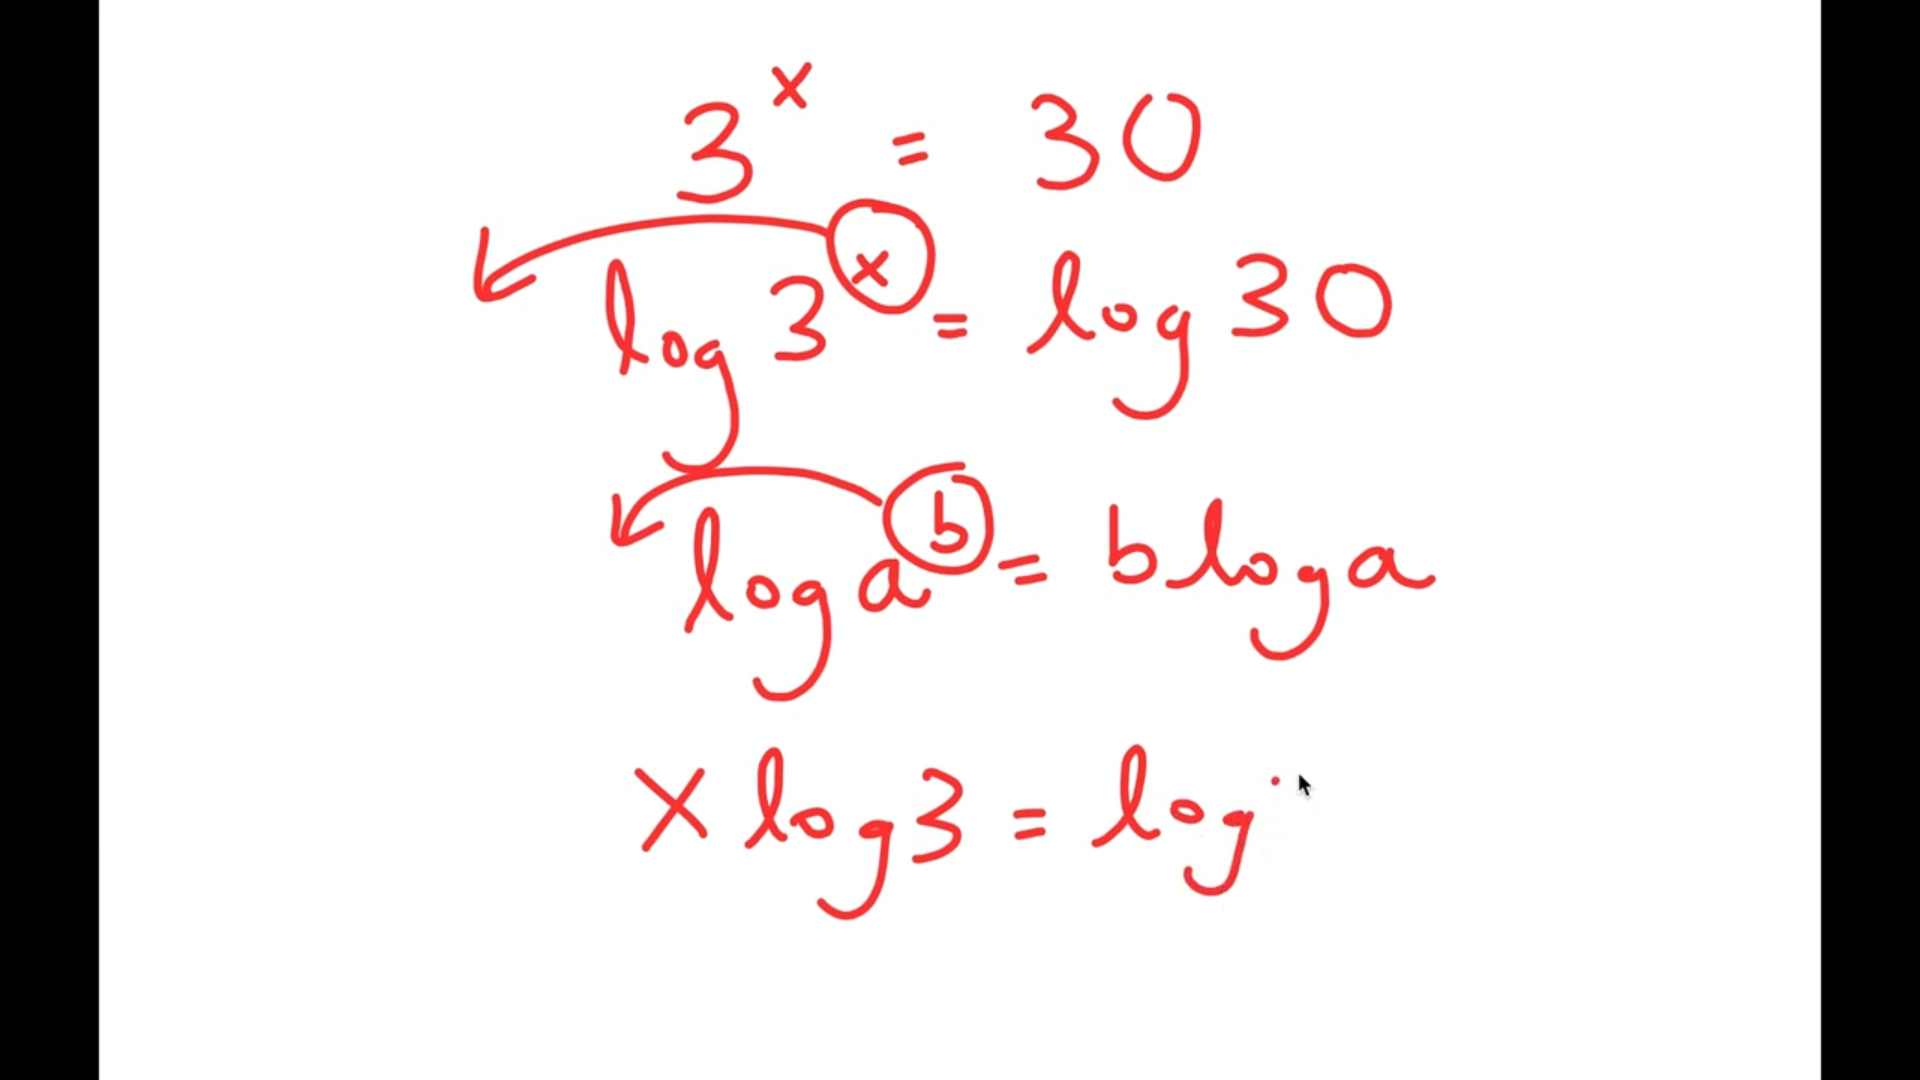 3^x = 30
log 3^x = log 30
log a^b = b log a
x log 3 = log